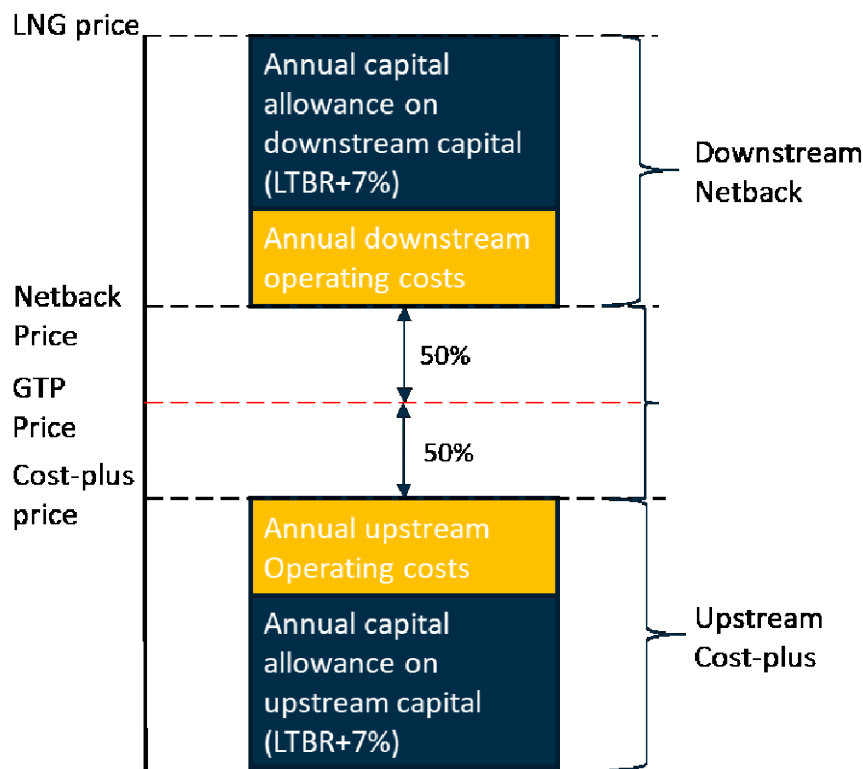 LNG price
Annual capital
allowance on
downstream capital
(LTBR+7%)
Downstream
Netback
Annual downstream
operating costs
Netback
Price
50%
GTP
Price
50%
Cost-plus
price
Annual upstream
Operating costs
Annual capital
allowance on
upstream capital
(LTBR+7%)
Upstream
Cost-plus